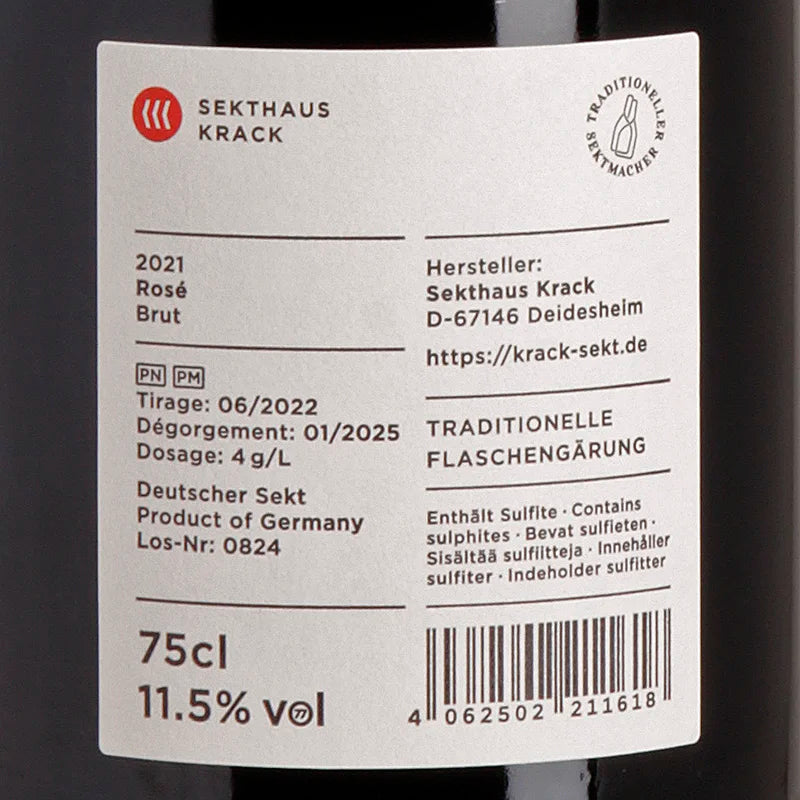 SEKTHAUS
KRACK
TRADITIONELLER
SEKTMACHER
2021
Rosé
Brut
PN PM
Tirage: 06/2022
Dégorgement: 01/2025
Dosage: 4 g/L
Deutscher Sekt
Product of Germany
Los-Nr: 0824
75cl
11.5% vol
Hersteller:
Sekthaus Krack
D-67146 Deidesheim
https://krack-sekt.de
TRADITIONELLE
FLASCHENGÄRUNG
Enthält Sulfite · Contains
sulphites · Bevat sulfieten ·
Sisältää sulfiitteja · Innehåller
sulfiter · Indeholder sulfitter
4 062502 211618